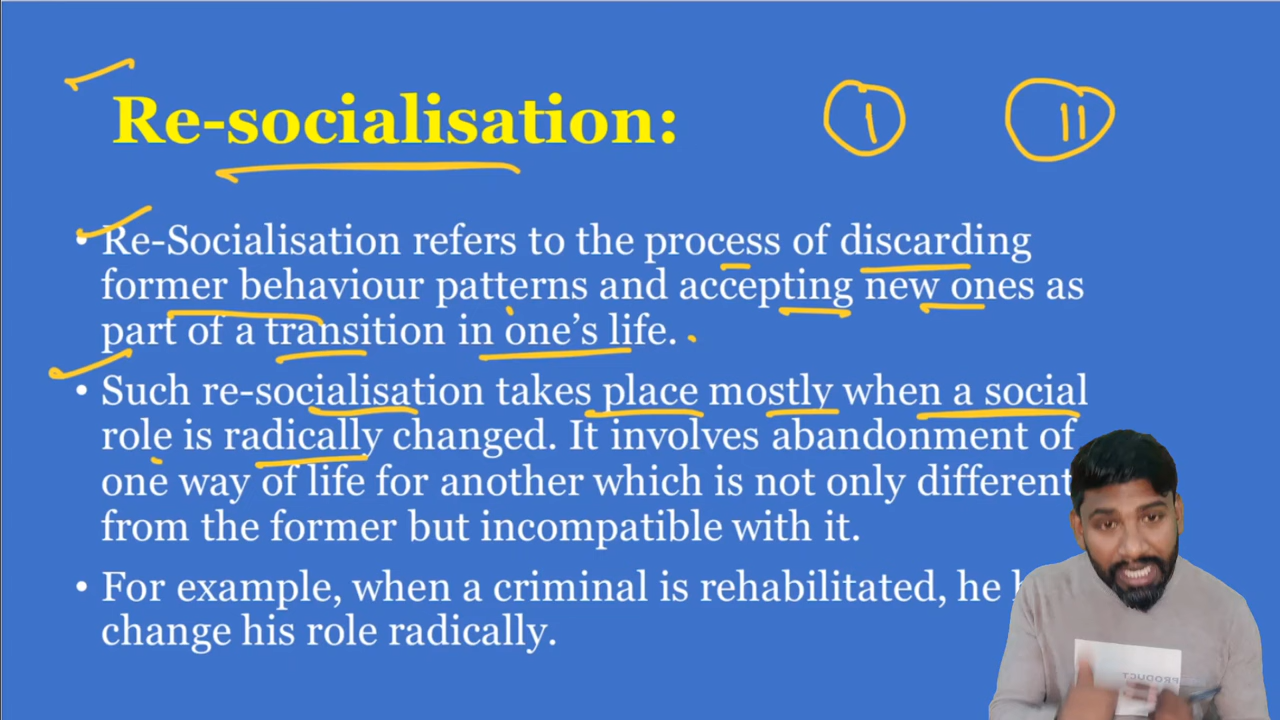 Re-socialisation:
I
II
• Re-Socialisation refers to the process of discarding
former behaviour patterns and accepting new ones as
part of a transition in one's life.
• Such re-socialisation takes place mostly when a social
role is radically changed. It involves abandonment of
one way of life for another which is not only different
from the former but incompatible with it.
• For example, when a criminal is rehabilitated, he
change his role radically.
PRODUCT